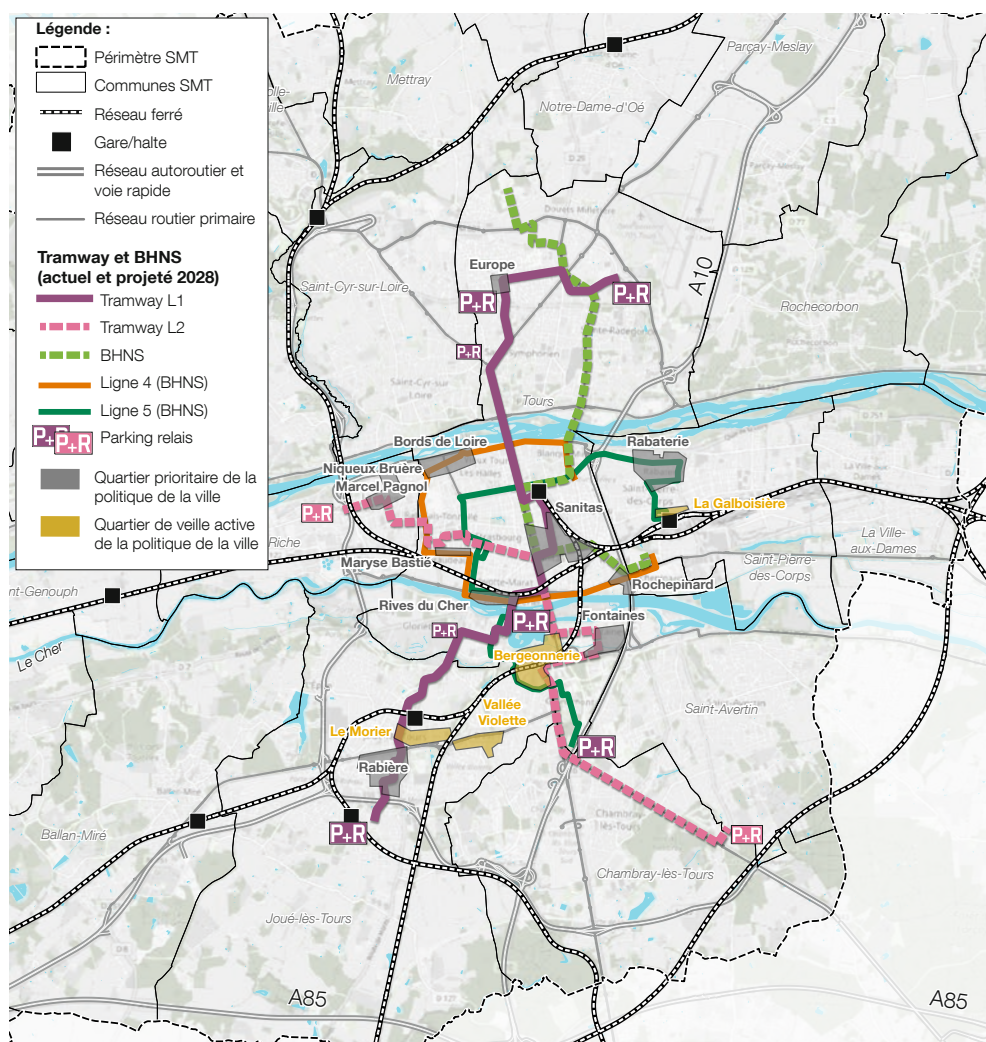 Légende :
Périmètre SMT
Communes SMT
Réseau ferré
Gare/halte
Réseau autoroutier et
voie rapide
Réseau routier primaire
Tramway et BHNS
(actuel et projeté 2028)
Tramway L1
Tramway L2
BHNS
Ligne 4 (BHNS)
Ligne 5 (BHNS)
P+R
P+R
Parking relais
Quartier prioritaire de la
politique de la ville
Quartier de veille active
de la politique de la ville
Parçay-Meslay
Mettray
Notre-Dame-d'Oé
A10
Europe
P+R
P+R
Saint-Cyr-sur-Loire
Rochecorbon
P+R
Tours
Bords de Loire
Rabaterie
Niqueux Bruère
Marcel Pagnol
P+R
Sanitas
La Galboisière
Riche
La Ville-
aux-Dames
Maryse Bastié
Saint-Pierre-
des-Corps
Rochepinard
nt-Genouph
Rives du Cher
Fontaines
P+R
P+R
Le Cher
Bergeonnerie
Vallée
Violette
Saint-Avertin
Le Morier
P+R
Rabière
P+R
P+R
Ballan-Miré
Chambray-lès-Tours
Joué-lès-Tours
A85
A85